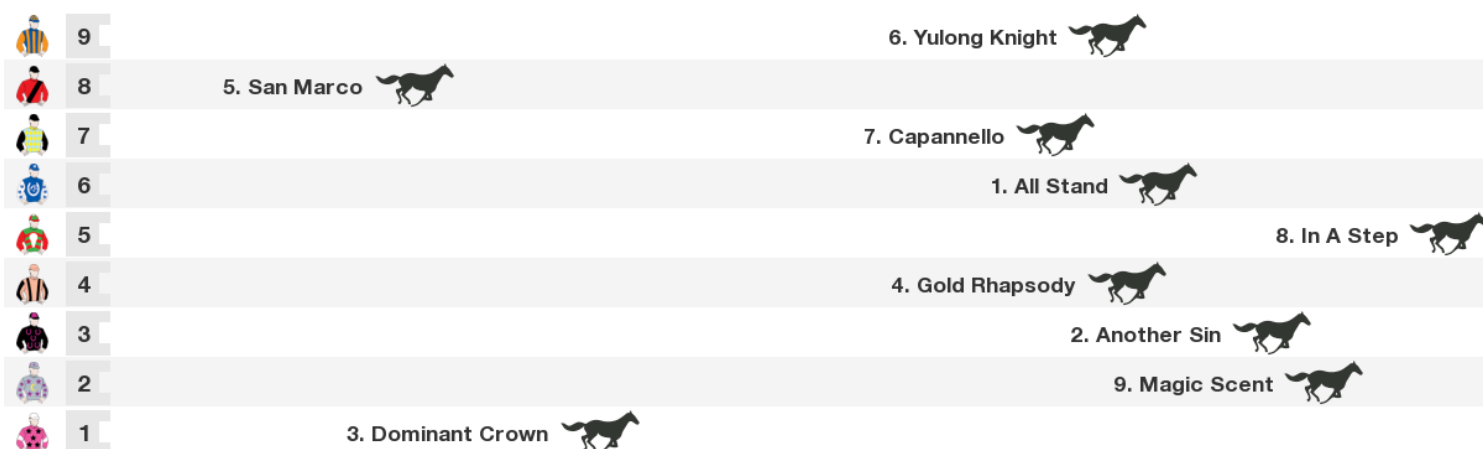 9 6. Yulong Knight
8 5. San Marco
7 7. Capannello
6 1. All Stand
5 8. In A Step
4 4. Gold Rhapsody
3 2. Another Sin
2 9. Magic Scent
1 3. Dominant Crown